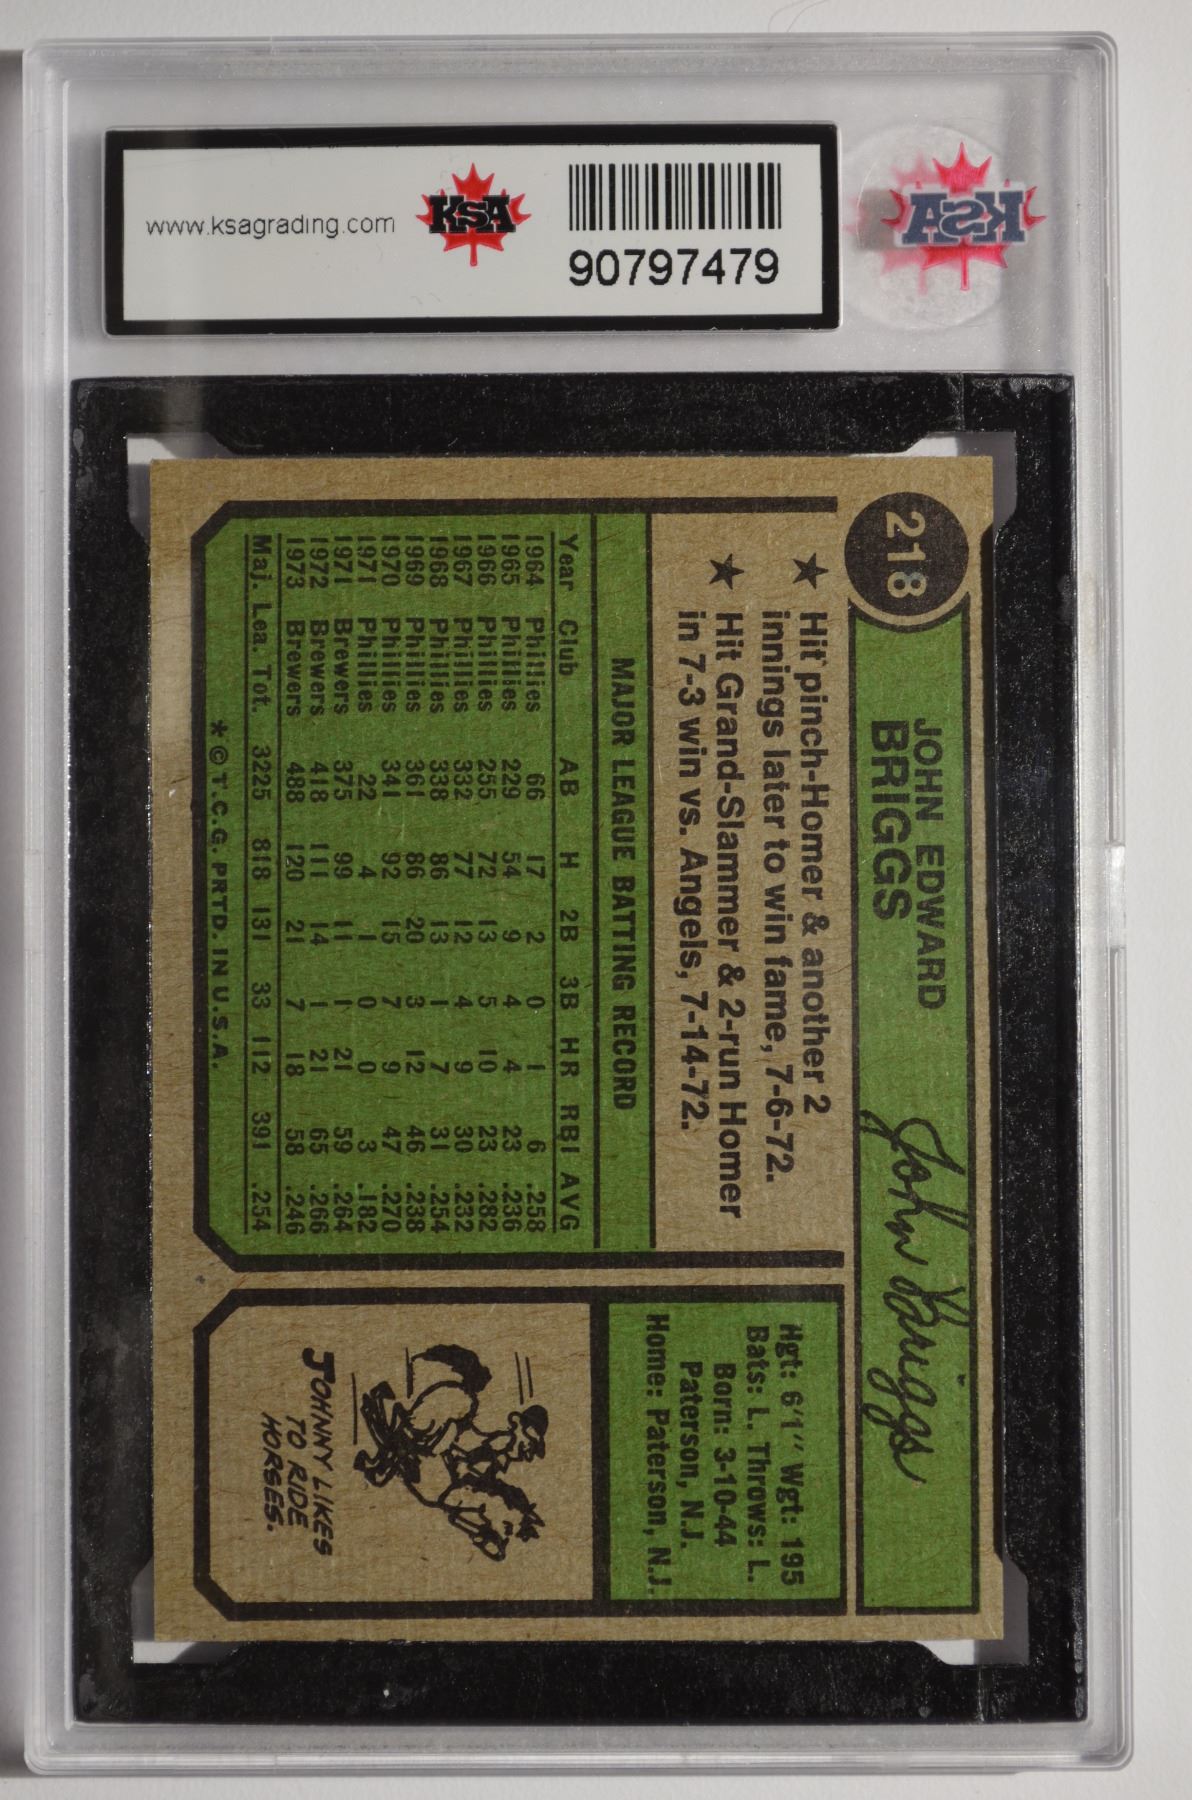 www.ksagrading.com
KSA
90797479
KSA
218
JOHN EDWARD
BRIGGS
John Briggs
★ Hit pinch-Homer & another 2
innings later to win fame, 7-6-72.
★ Hit Grand-Slammer & 2-run Homer
in 7-3 win vs. Angels, 7-14-72.
MAJOR LEAGUE BATTING RECORD
Year Club AB H 2B 3B HR RBI AVG
1964 Phillies 66 17 2 0 1 6 .258
1965 Phillies 229 54 9 4 4 23 .236
1966 Phillies 255 72 13 5 10 23 .282
1967 Phillies 332 77 12 4 9 30 .232
1968 Phillies 338 86 13 1 7 31 .254
1969 Phillies 361 86 20 3 12 46 .238
1970 Phillies 341 92 15 7 9 47 .270
1971 Phillies 22 4 1 0 0 3 .182
1971 Brewers 375 99 11 1 21 59 .264
1972 Brewers 418 111 14 1 21 65 .266
1973 Brewers 488 120 21 7 18 58 .246
Maj. Lea. Tot. 3225 818 131 33 112 391 .254
* © T.C.G. PRTD. IN U.S.A.
Hgt: 6'1" Wgt: 195
Bats: L. Throws: L.
Born: 3-10-44
Paterson, N.J.
Home: Paterson, N.J.
JOHNNY LIKES
TO RIDE
HORSES.